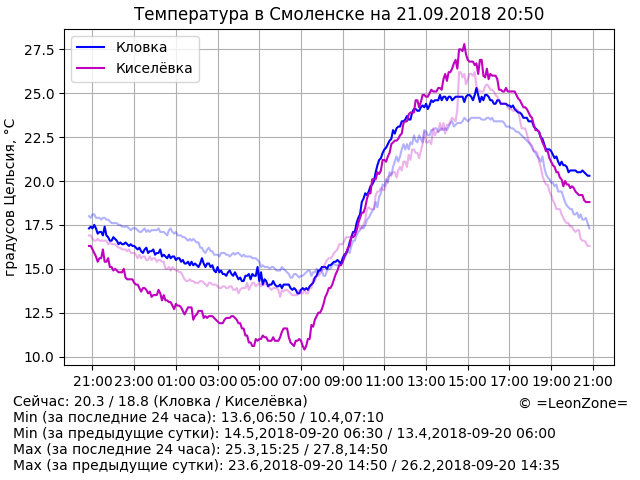 Температура в Смоленске на 21.09.2018 20:50
Кловка
Киселёвка
градусов Цельсия, °C
27.5
25.0
22.5
20.0
17.5
15.0
12.5
10.0
21:00 23:00 01:00 03:00 05:00 07:00 09:00 11:00 13:00 15:00 17:00 19:00 21:00
Сейчас: 20.3 / 18.8 (Кловка / Киселёвка)
© =LeonZone=
Min (за последние 24 часа): 13.6,06:50 / 10.4,07:10
Min (за предыдущие сутки): 14.5,2018-09-20 06:30 / 13.4,2018-09-20 06:00
Max (за последние 24 часа): 25.3,15:25 / 27.8,14:50
Max (за предыдущие сутки): 23.6,2018-09-20 14:50 / 26.2,2018-09-20 14:35